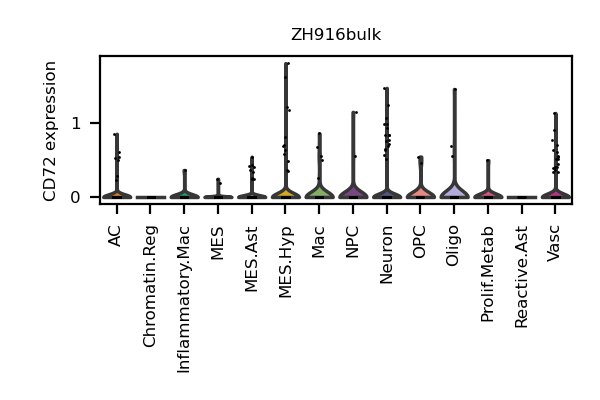 ZH916bulk
CD72 expression
1
0
AC
Chromatin.Reg
Inflammatory.Mac
MES
MES.Ast
MES.Hyp
Mac
NPC
Neuron
OPC
Oligo
Prolif.Metab
Reactive.Ast
Vasc